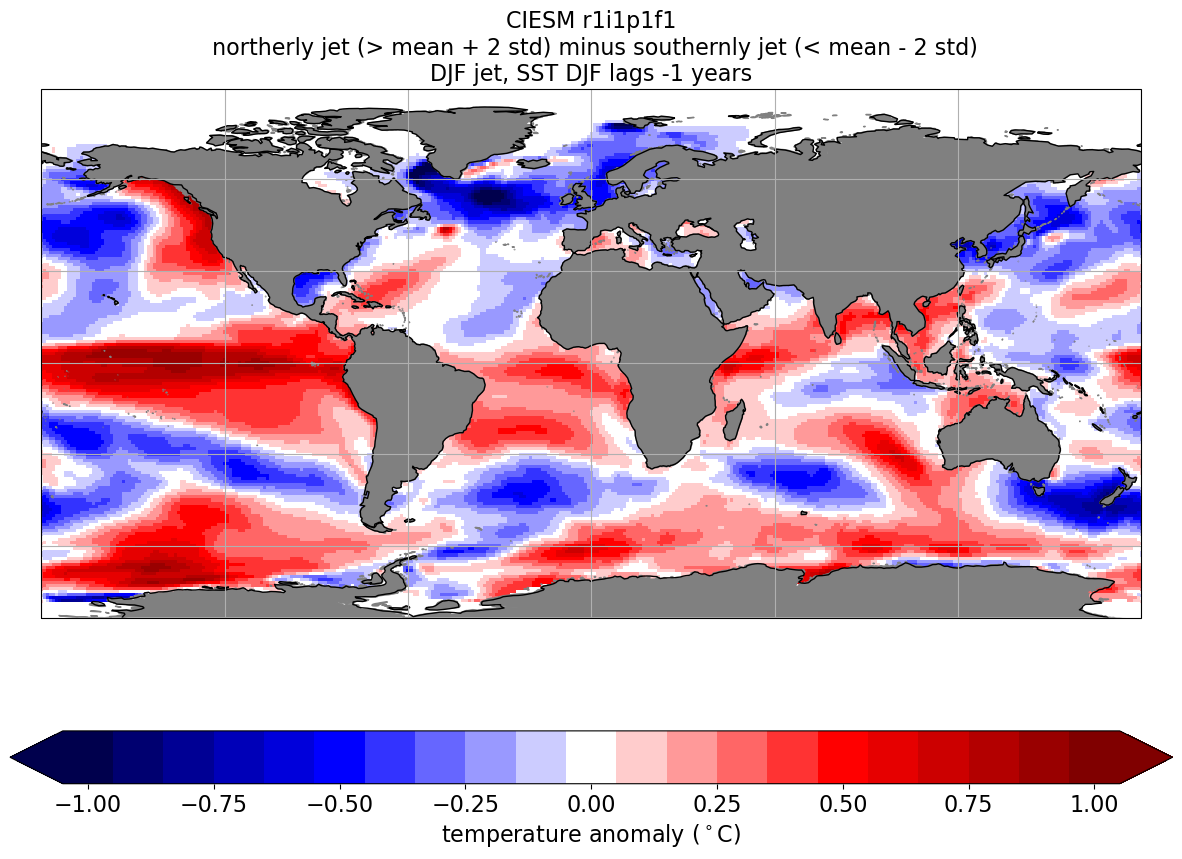 CIESM r1i1p1f1
northerly jet (> mean + 2 std) minus southernly jet (< mean - 2 std)
DJF jet, SST DJF lags -1 years
−1.00 −0.75 −0.50 −0.25 0.00 0.25 0.50 0.75 1.00
temperature anomaly (°C)